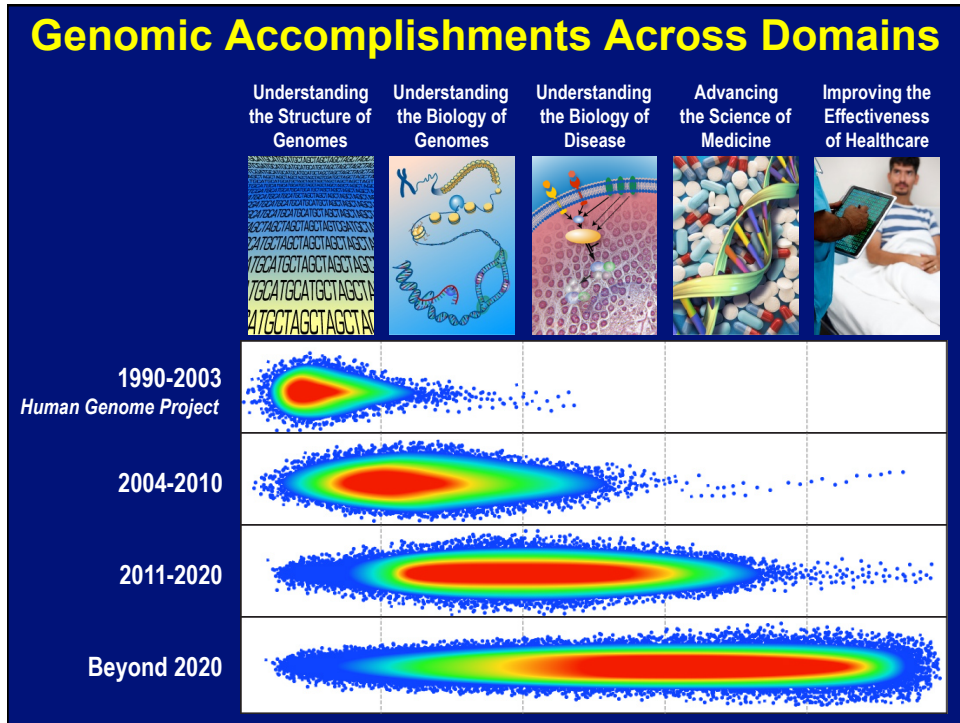 Genomic Accomplishments Across Domains
Understanding
the Structure of
Genomes
Understanding
the Biology of
Genomes
Understanding
the Biology of
Disease
Advancing
the Science of
Medicine
Improving the
Effectiveness
of Healthcare
1990-2003
Human Genome Project
2004-2010
2011-2020
Beyond 2020